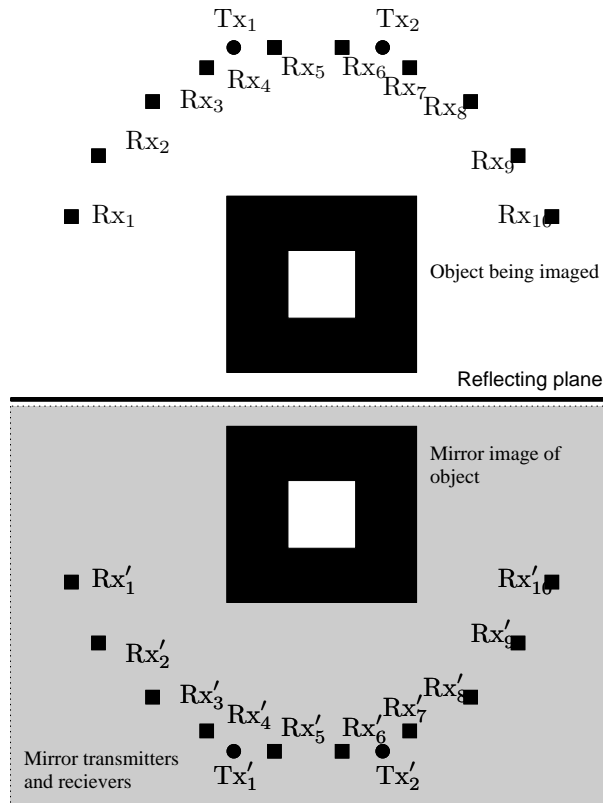 Tx₁
Tx₂
Rx₅
Rx₆
Rx₄
Rx₇
Rx₃
Rx₈
Rx₂
Rx₉
Rx₁
Rx₁₀
Object being imaged
Reflecting plane
Mirror image of
object
Rx′₁
Rx′₁₀
Rx′₂
Rx′₉
Rx′₃
Rx′₈
Rx′₄
Rx′₇
Rx′₅
Rx′₆
Mirror transmitters
and recievers
Tx′₁
Tx′₂